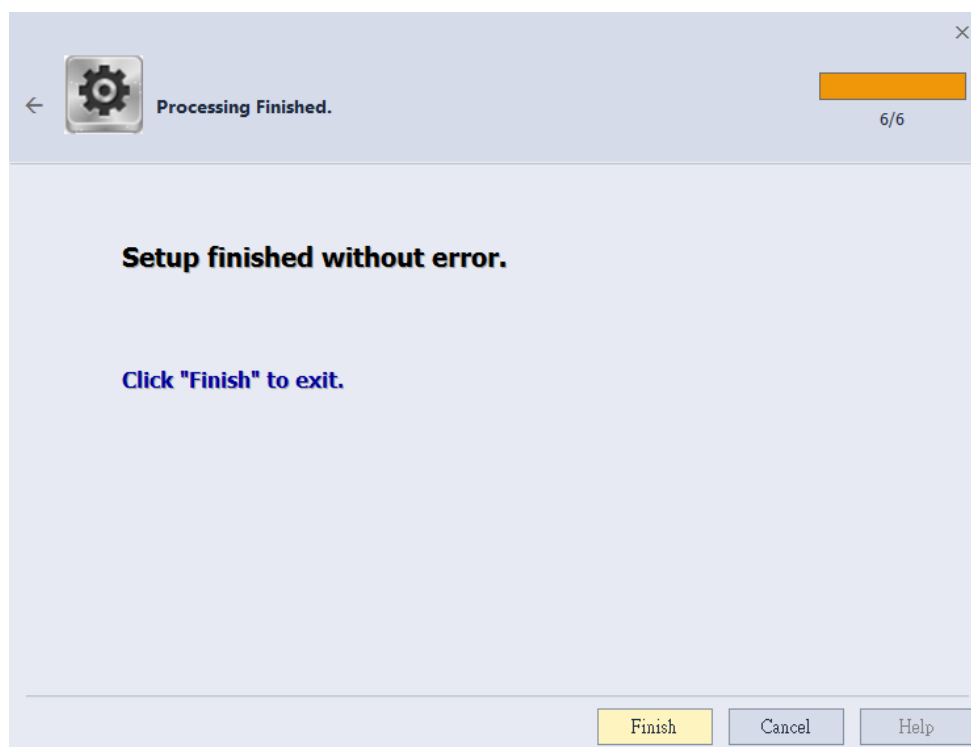 Processing Finished.
6/6
Setup finished without error.
Click "Finish" to exit.
Finish
Cancel
Help